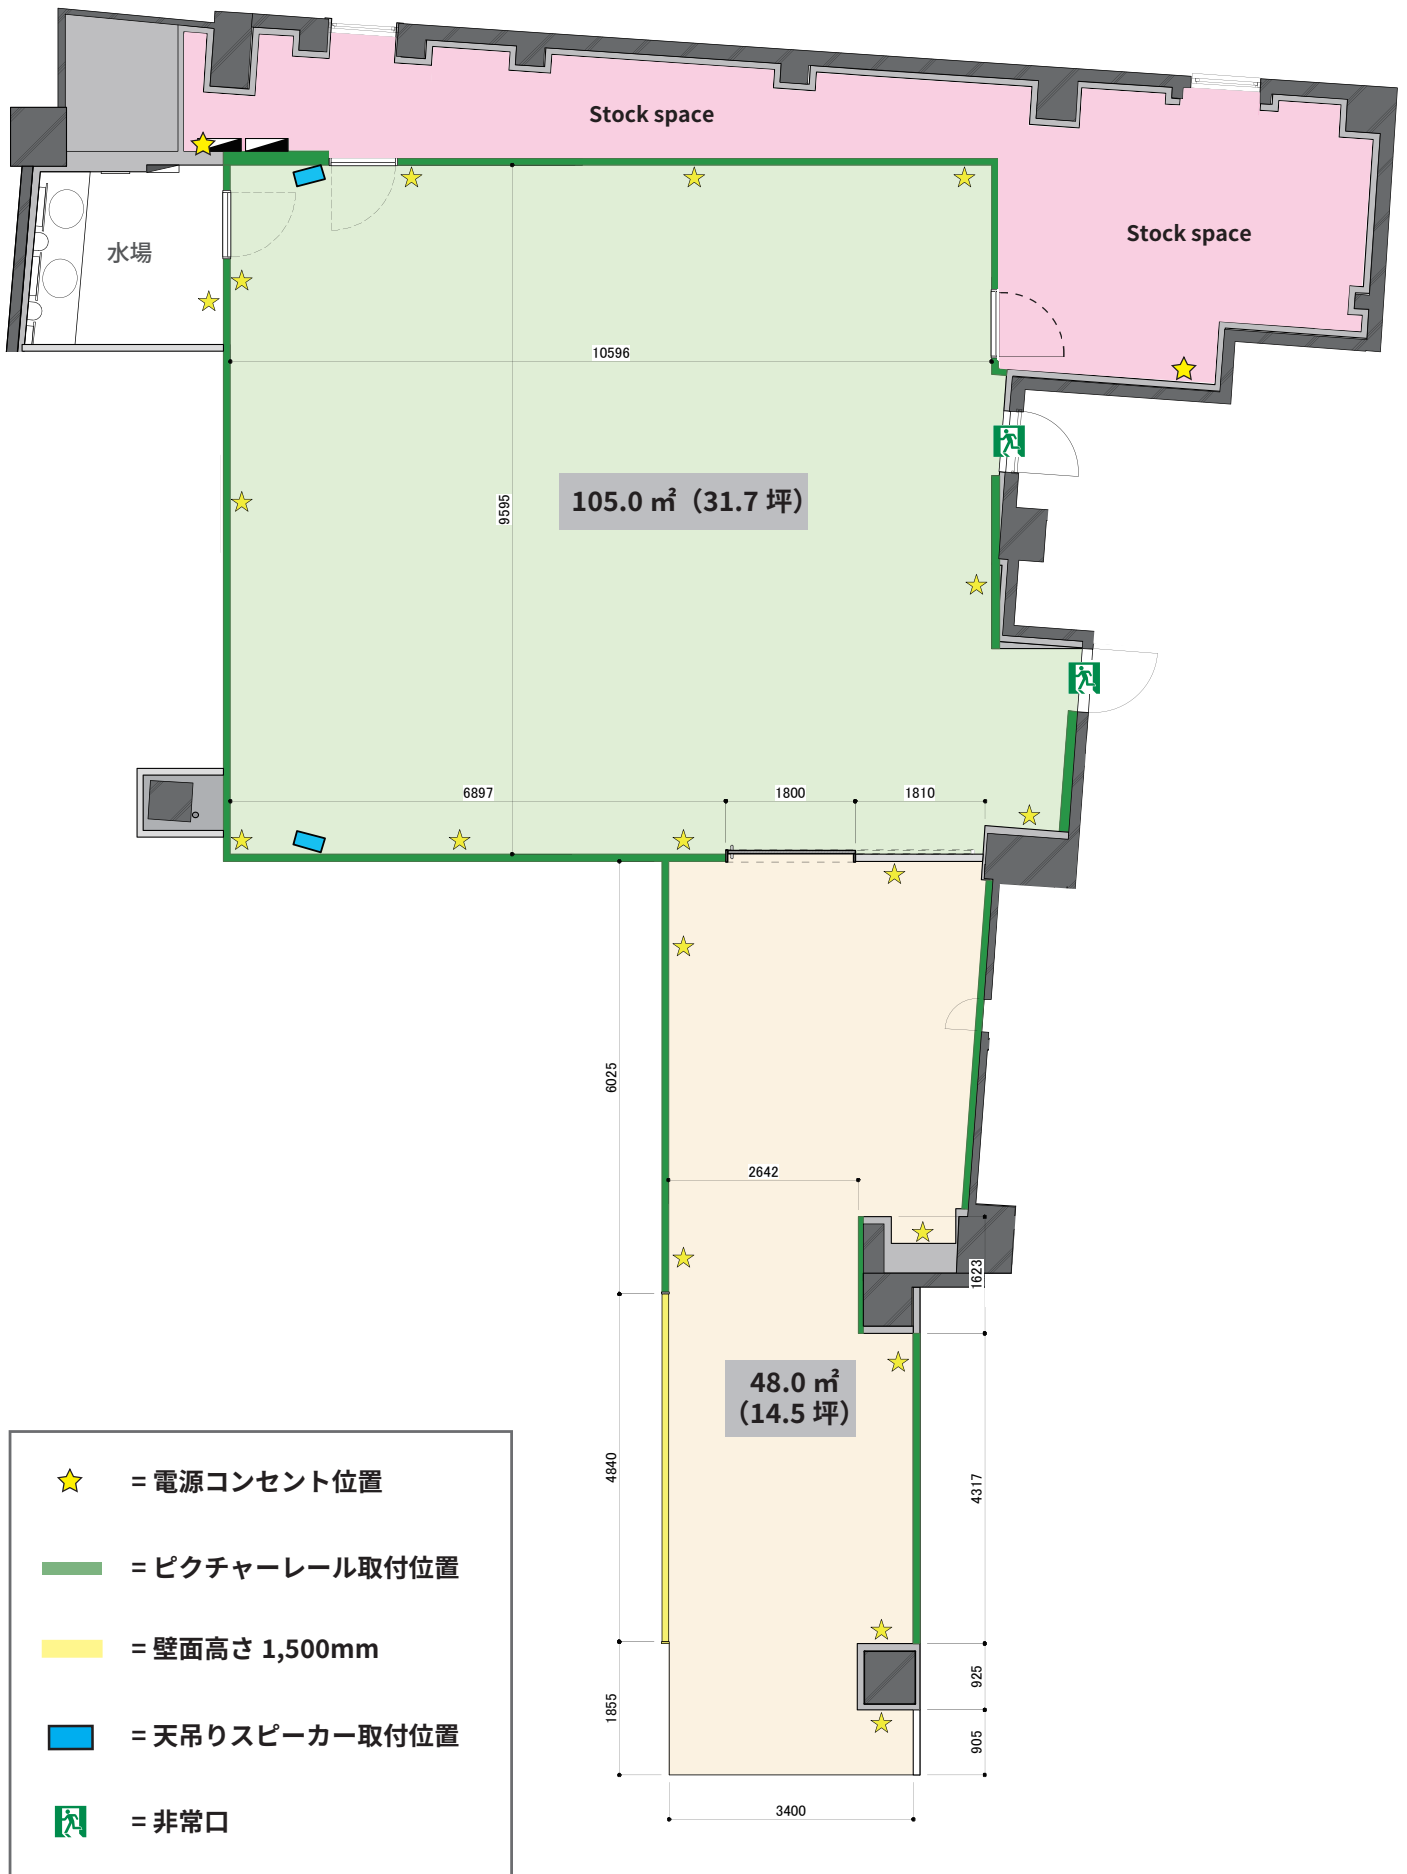 Stock space
Stock space
水場
10596
9595
105.0 ㎡（31.7 坪）
6897
1800
1810
6025
2642
1623
48.0 ㎡
（14.5 坪）
4840
4317
925
1855
905
3400
= 電源コンセント位置
= ピクチャーレール取付位置
= 壁面高さ 1,500mm
= 天吊りスピーカー取付位置
= 非常口